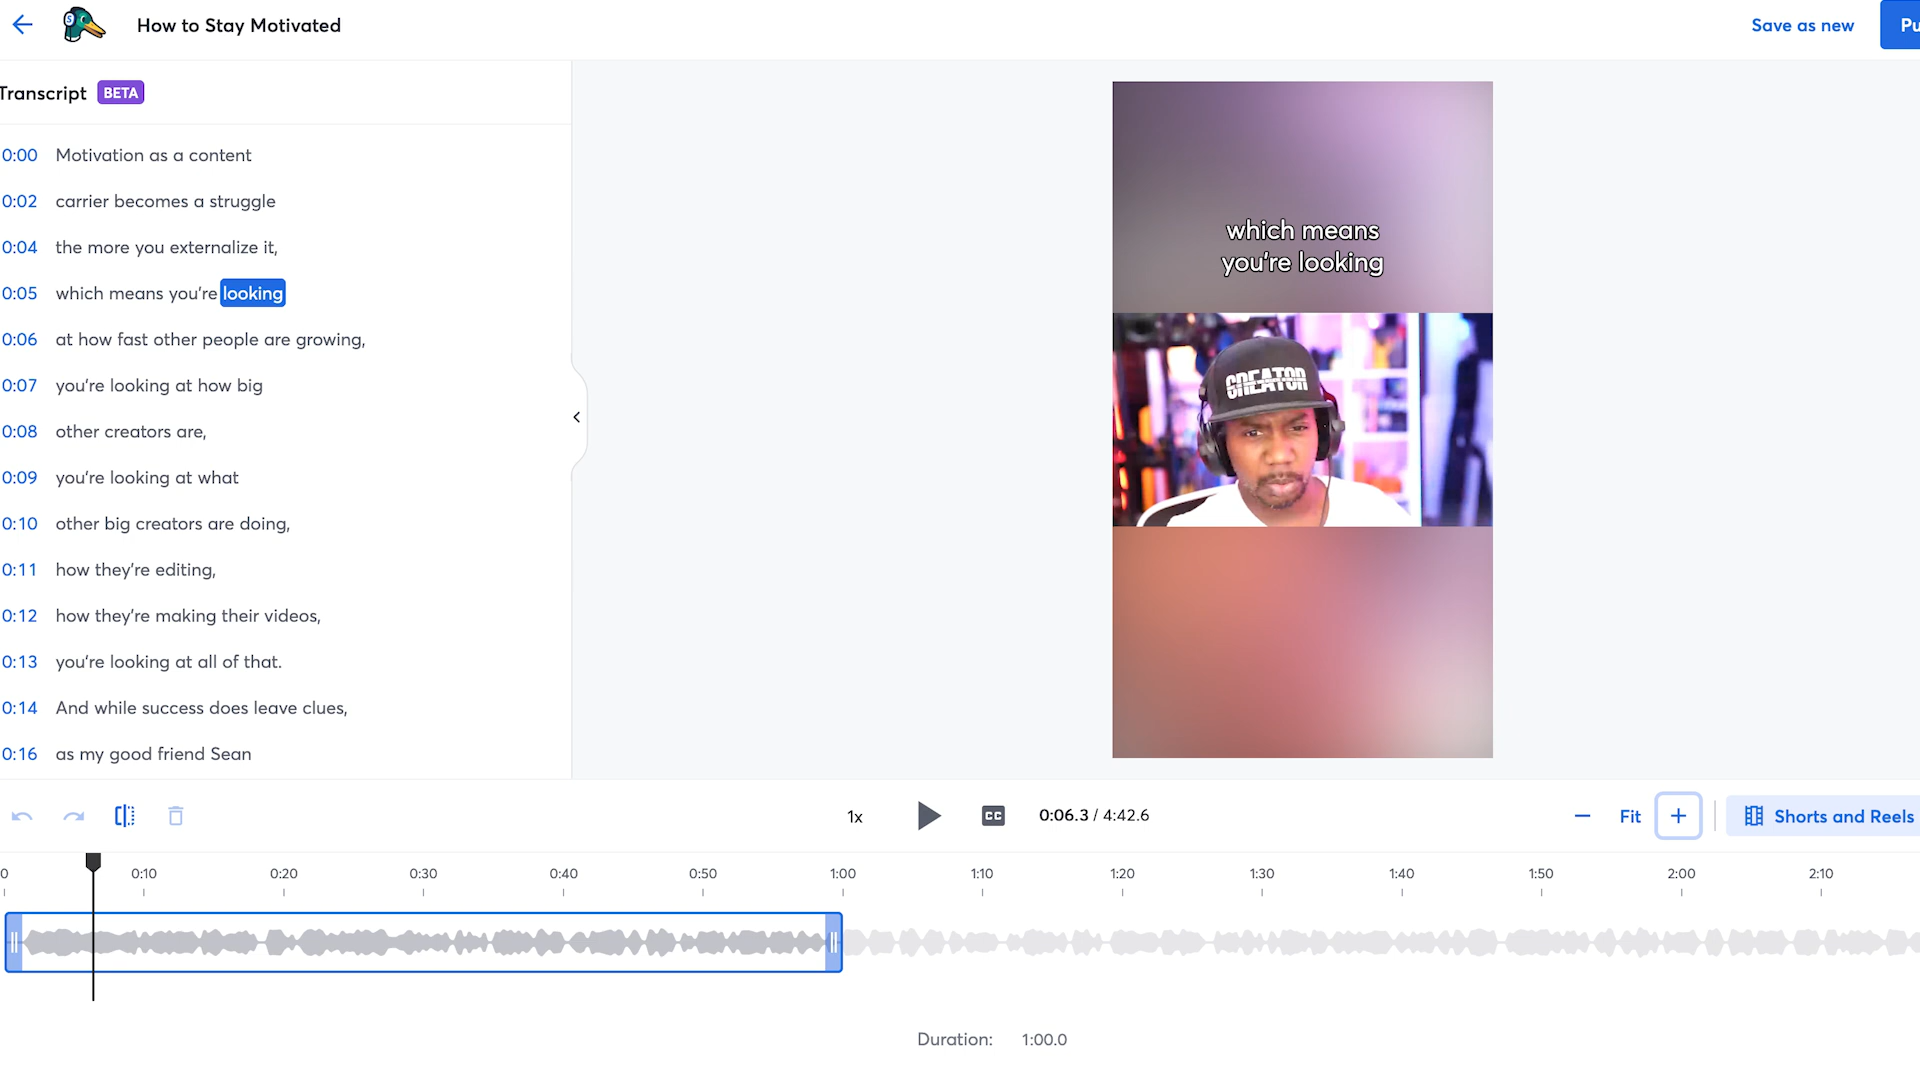 How to Stay Motivated
Save as new
Pu
Transcript BETA
0:00 Motivation as a content
0:02 carrier becomes a struggle
0:04 the more you externalize it,
0:05 which means you're looking
0:06 at how fast other people are growing,
0:07 you're looking at how big
0:08 other creators are,
0:09 you're looking at what
0:10 other big creators are doing,
0:11 how they're editing,
0:12 how they're making their videos,
0:13 you're looking at all of that.
0:14 And while success does leave clues,
0:16 as my good friend Sean
which means
you're looking
CREATOR
1x
CC
0:06.3 / 4:42.6
Fit
Shorts and Reels
0 0:10 0:20 0:30 0:40 0:50 1:00 1:10 1:20 1:30 1:40 1:50 2:00 2:10
Duration: 1:00.0